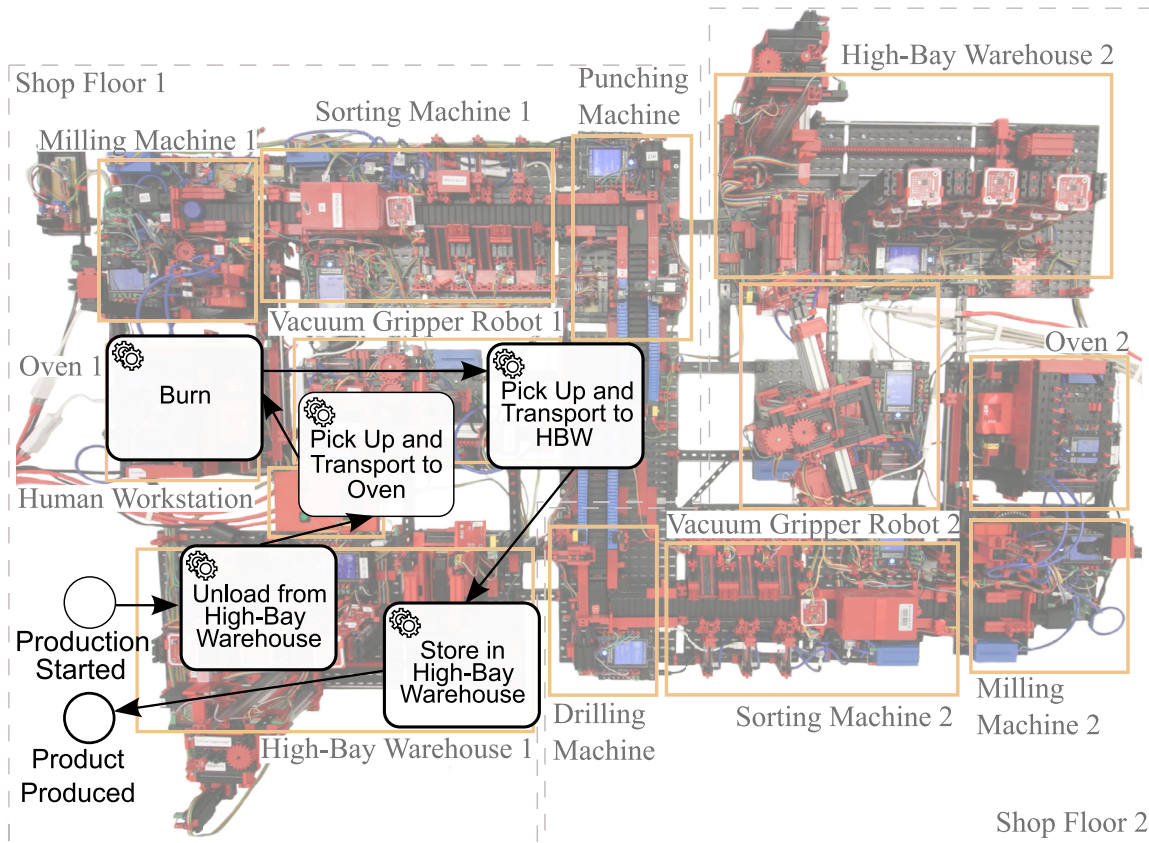 Shop Floor 1
High-Bay Warehouse 2
Punching
Machine
Sorting Machine 1
Milling Machine 1
Vacuum Gripper Robot 1
Oven 1
Oven 2
Burn
Pick Up and
Transport to
HBW
Pick Up and
Transport to
Oven
Human Workstation
Vacuum Gripper Robot 2
Unload from
High-Bay
Warehouse
Production
Started
Store in
High-Bay
Warehouse
Product
Produced
High-Bay Warehouse 1
Drilling
Machine
Sorting Machine 2
Milling
Machine 2
Shop Floor 2